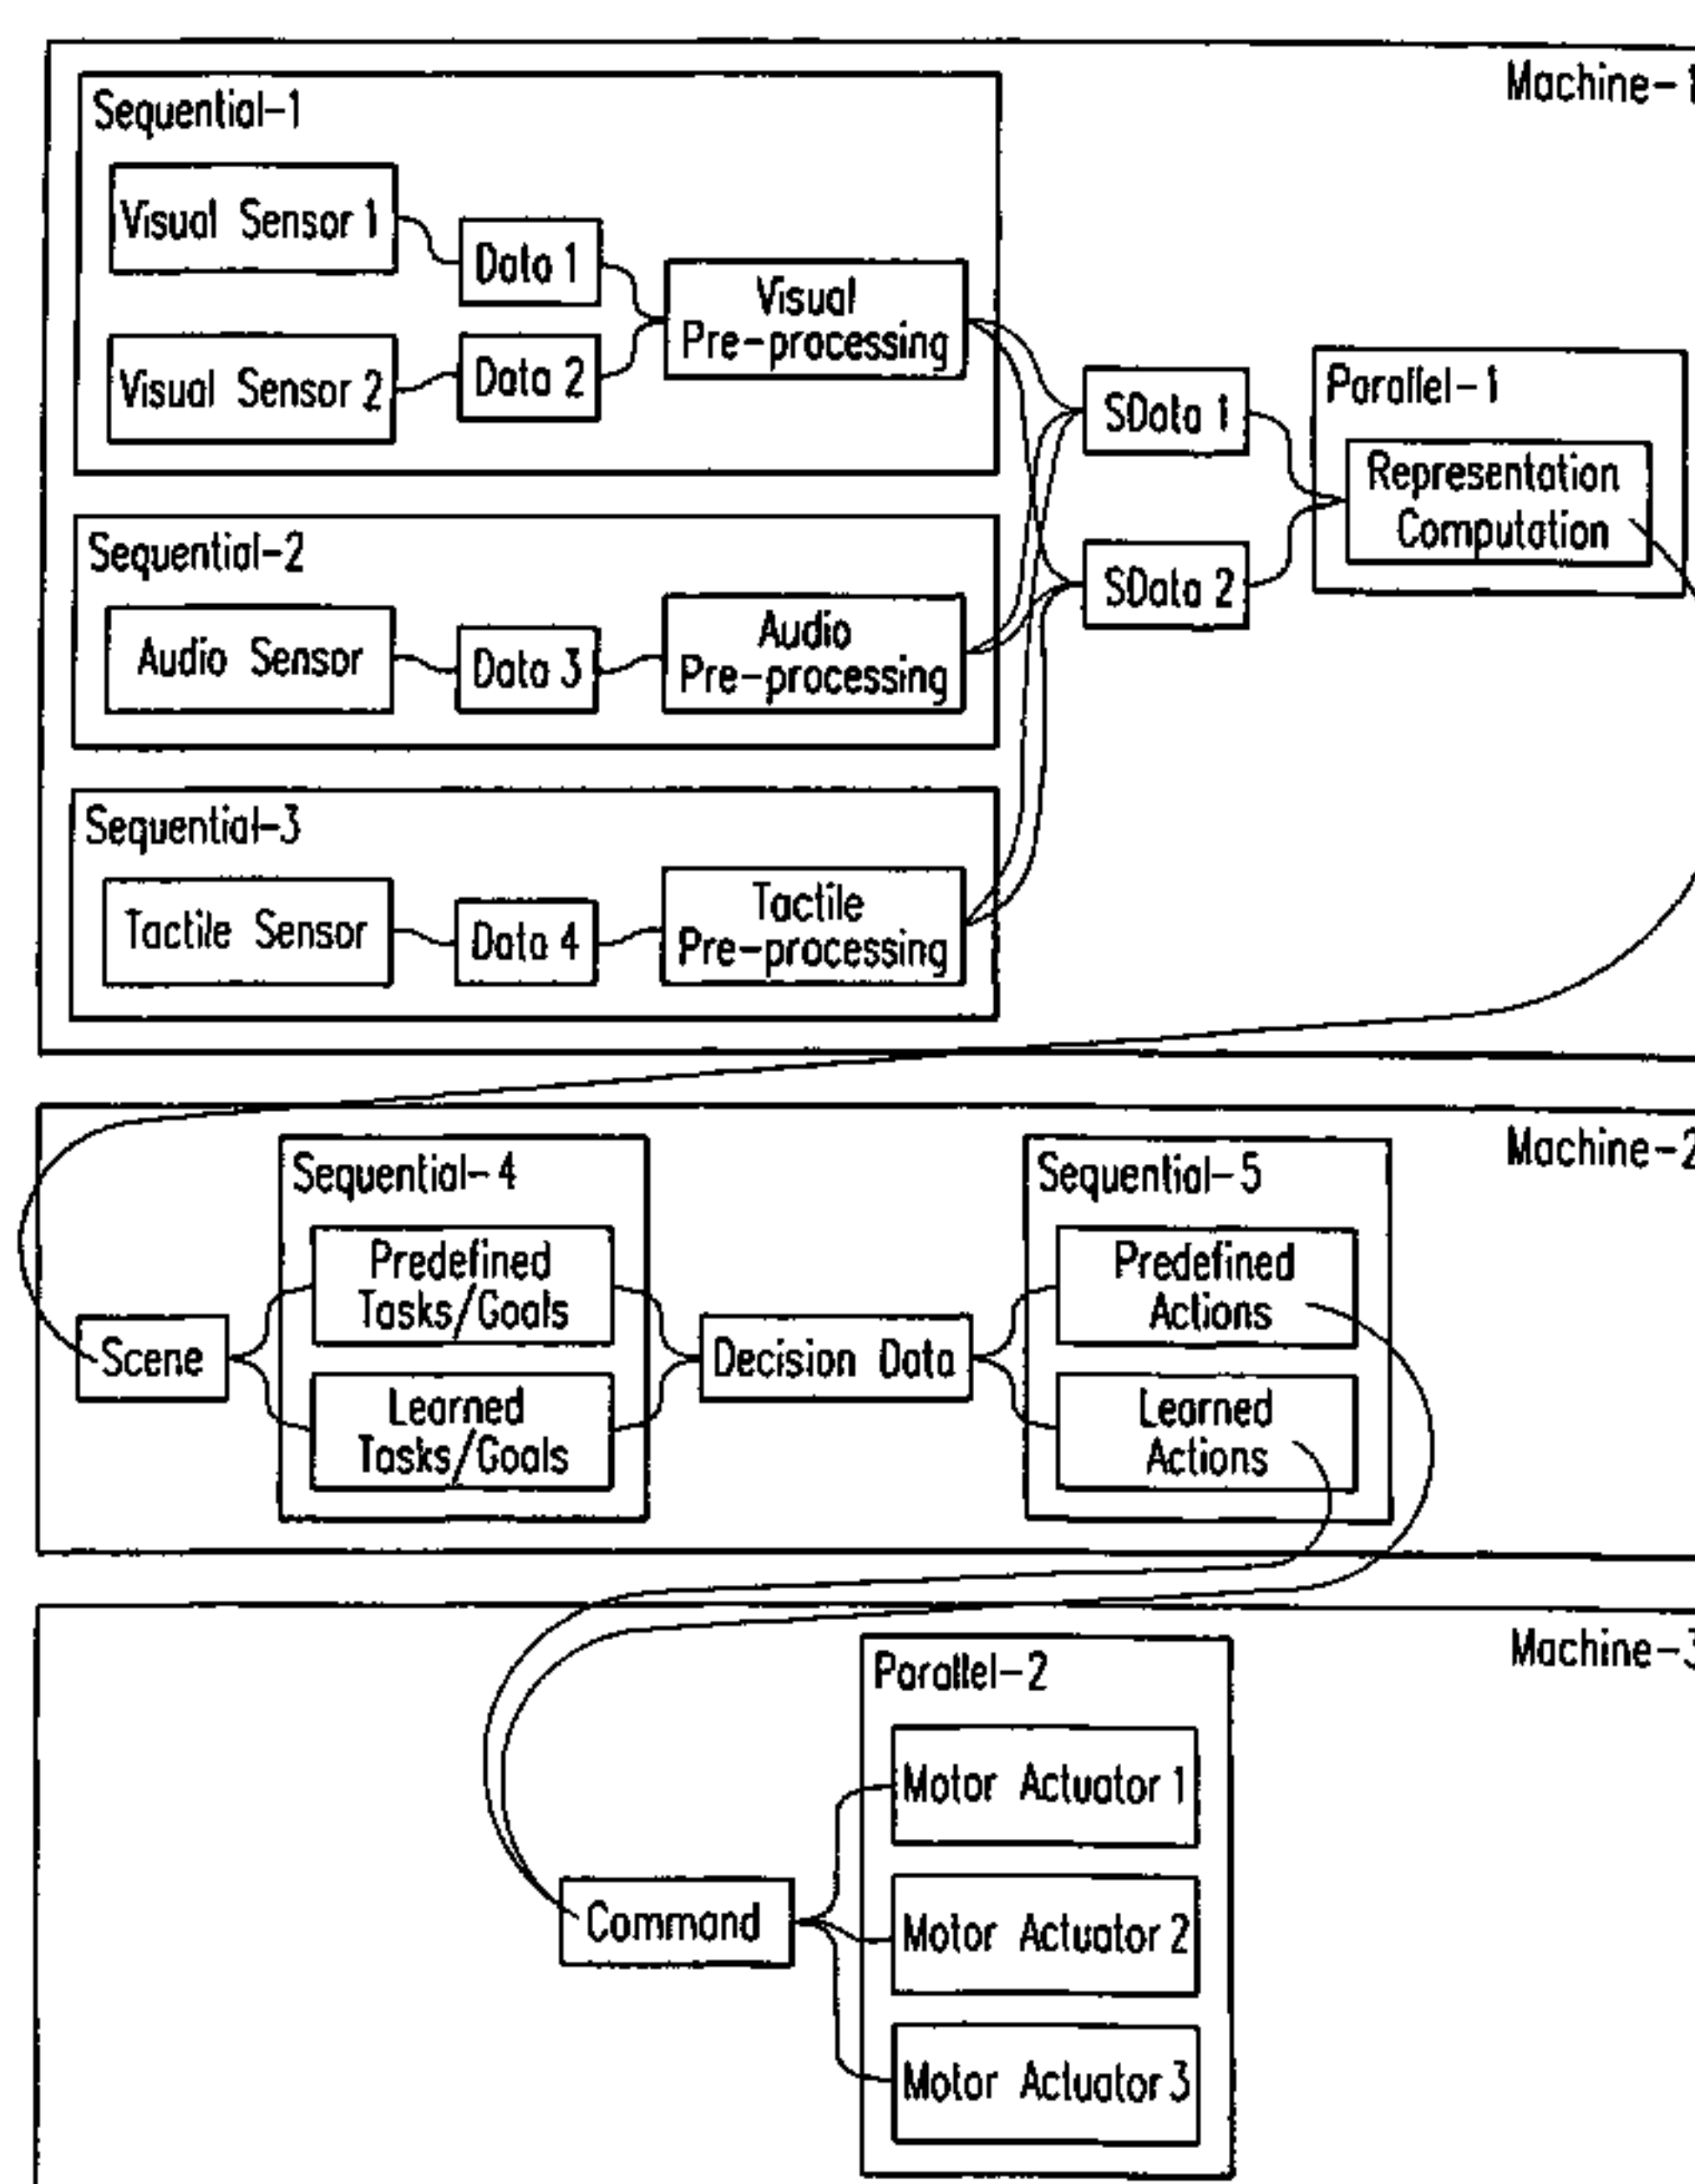 Machine-1
Sequential-1
Visual Sensor 1
Data 1
Visual
Pre-processing
Visual Sensor 2
Data 2
SData 1
Parallel-1
Representation
Computation
Sequential-2
SData 2
Audio Sensor
Data 3
Audio
Pre-processing
Sequential-3
Tactile Sensor
Data 4
Tactile
Pre-processing
Machine-2
Sequential-4
Sequential-5
Predefined
Tasks/Goals
Predefined
Actions
Scene
Decision Data
Learned
Tasks/Goals
Learned
Actions
Machine-3
Parallel-2
Motor Actuator 1
Command
Motor Actuator 2
Motor Actuator 3